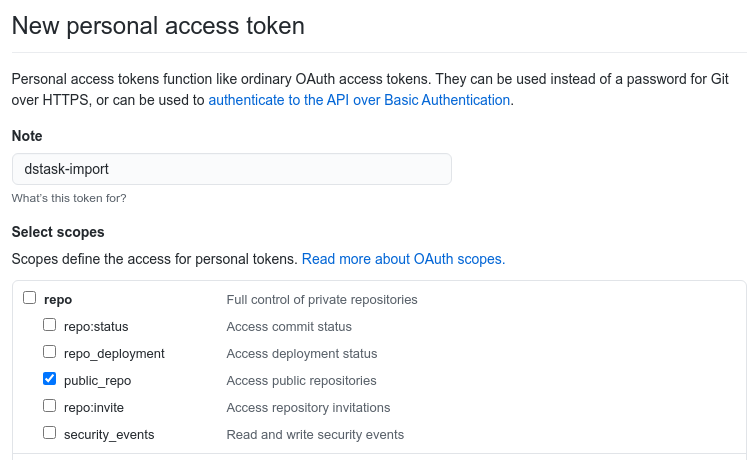 New personal access token
Personal access tokens function like ordinary OAuth access tokens. They can be used instead of a password for Git
over HTTPS, or can be used to authenticate to the API over Basic Authentication.
Note
dstask-import
What's this token for?
Select scopes
Scopes define the access for personal tokens. Read more about OAuth scopes.
repo Full control of private repositories
repo:status Access commit status
repo_deployment Access deployment status
public_repo Access public repositories
repo:invite Access repository invitations
security_events Read and write security events